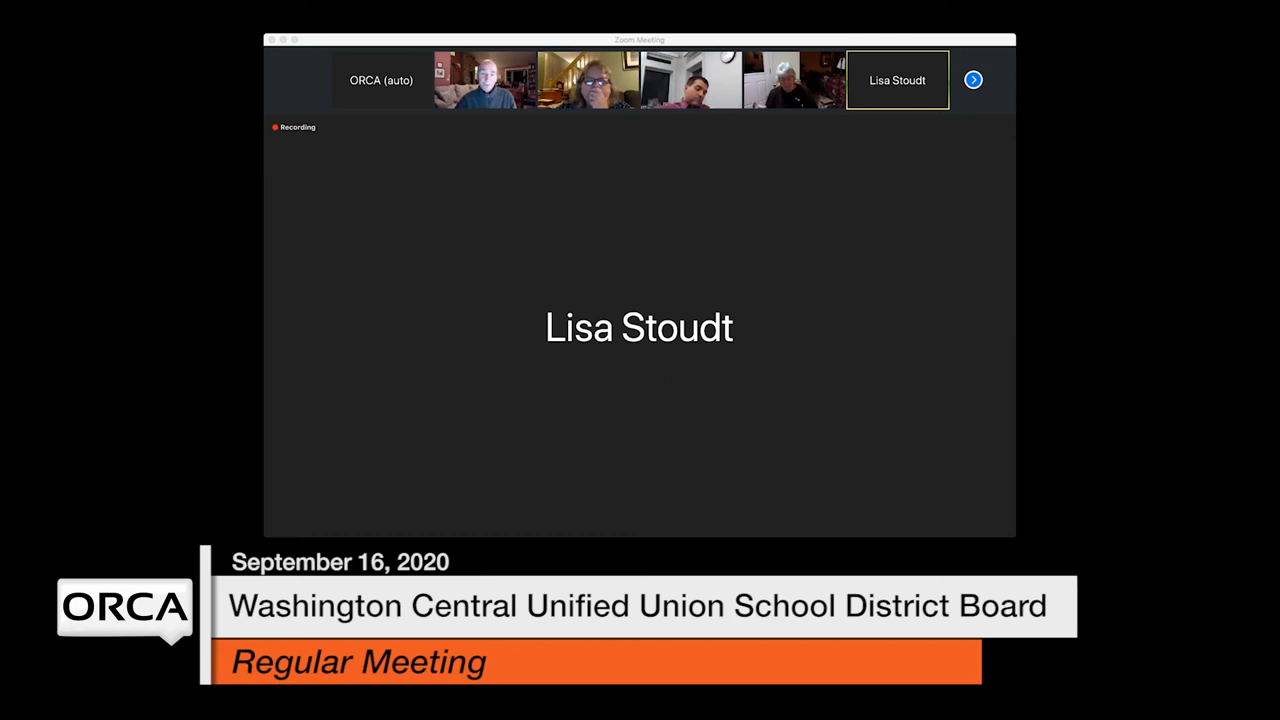 Zoom Meeting
ORCA (auto)
Lisa Stoudt
Recording
Lisa Stoudt
September 16, 2020
ORCA
Washington Central Unified Union School District Board
Regular Meeting